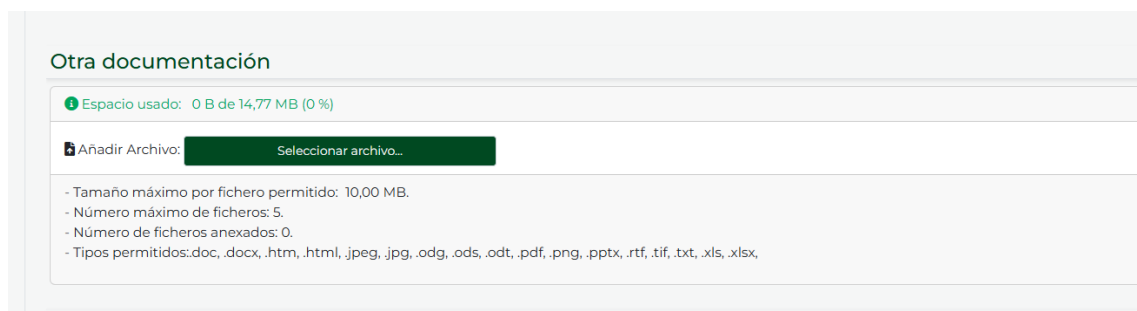 Otra documentación
Espacio usado: 0 B de 14,77 MB (0 %)
Añadir Archivo: Seleccionar archivo...
- Tamaño máximo por fichero permitido: 10,00 MB.
- Número máximo de ficheros: 5.
- Número de ficheros anexados: 0.
- Tipos permitidos:.doc, .docx, .htm, .html, .jpeg, .jpg, .odg, .ods, .odt, .pdf, .png, .pptx, .rtf, .tif, .txt, .xls, .xlsx,